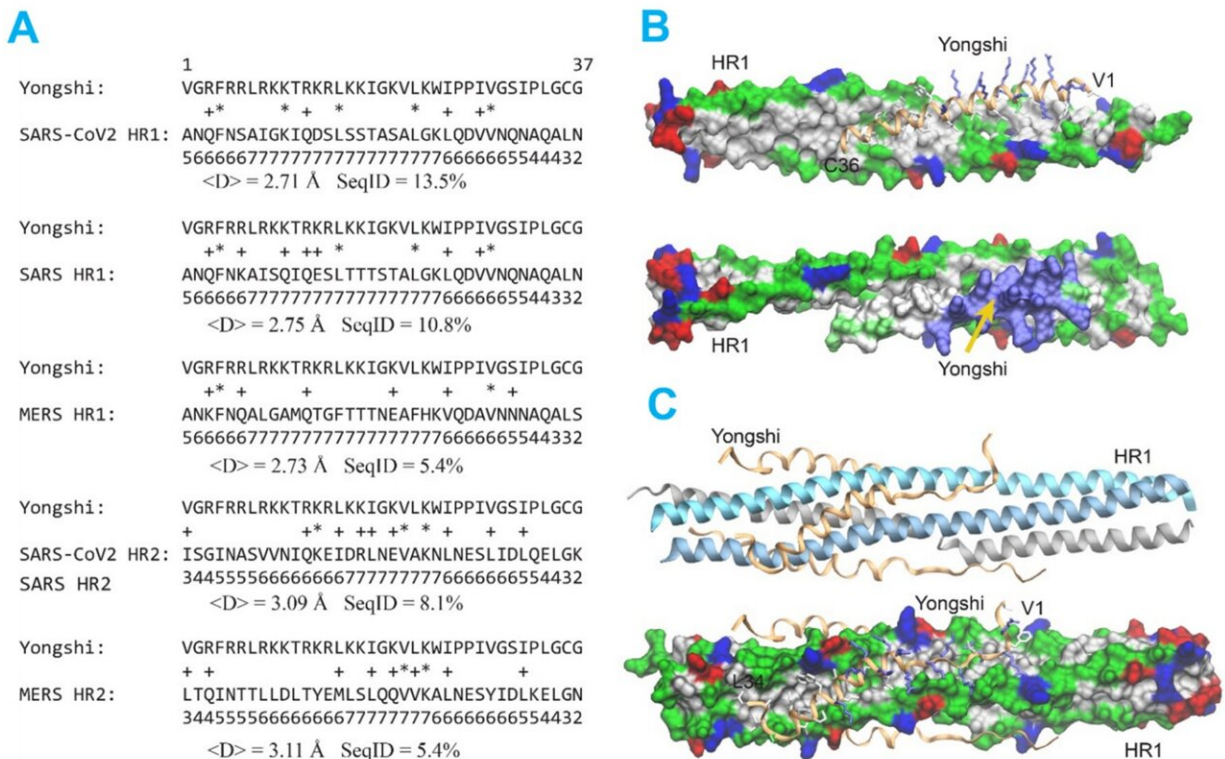 A
1 37
Yongshi: VGRFRRLRKKTRKRLKKIGKVLKWIPPIVGSIPLGCG
+* * + * * + +*
SARS-CoV2 HR1: ANQFNSAIGKIQDSLSSTASALGKLQDVVNQNAQALN
5666667777777777777777776666665544332
<D> = 2.71 Å SeqID = 13.5%
Yongshi: VGRFRRLRKKTRKRLKKIGKVLKWIPPIVGSIPLGCG
+* + + ++ * * + +*
SARS HR1: ANQFNKAISQIQESLTTTSTALGKLQDVVNQNAQALN
5666667777777777777777776666665544332
<D> = 2.75 Å SeqID = 10.8%
Yongshi: VGRFRRLRKKTRKRLKKIGKVLKWIPPIVGSIPLGCG
+* + + + + * +
MERS HR1: ANKFNQALGAMQTGFTTTNEAFHKVQDAVNNNAQALS
5666667777777777777777776666665544332
<D> = 2.73 Å SeqID = 5.4%
Yongshi: VGRFRRLRKKTRKRLKKIGKVLKWIPPIVGSIPLGCG
+ +* + ++ +* * + + +
SARS-CoV2 HR2: ISGINASVVNIQKEIDRLNEVAKNLNESLIDLQELGK
3445555566666667777777776666665544432
SARS HR2
<D> = 3.09 Å SeqID = 8.1%
Yongshi: VGRFRRLRKKTRKRLKKIGKVLKWIPPIVGSIPLGCG
+ + + + +*+* + +
MERS HR2: LTQINTTLLDLTYEMLSLQQVVKALNESYIDLKELGN
3445555566666667777777776666665544432
<D> = 3.11 Å SeqID = 5.4%
B
Yongshi
HR1
V1
C36
HR1
Yongshi
C
Yongshi
HR1
Yongshi
V1
L34
HR1